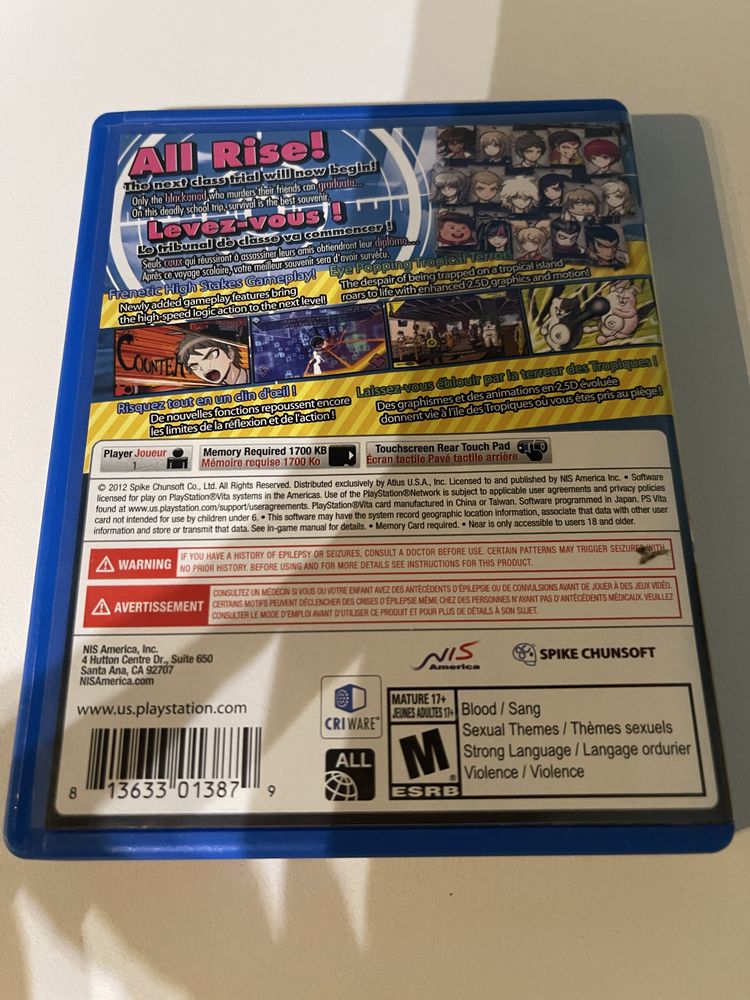 All Rise!
The next class trial will now begin!
Only the blackened who murders their friends can graduate...
On this deadly school trip, survival is the best souvenir.
Levez-vous !
Le tribunal de classe va commencer !
Seuls ceux qui réussiront à assassiner leurs amis obtiendront leur diplôme...
Après ce voyage scolaire, votre meilleur souvenir sera d'avoir survécu.
Frenetic High Stakes Gameplay!
Newly added gameplay features bring
the high-speed logic action to the next level!
Eye Popping Tropical Terror!
The despair of being trapped on a tropical island
roars to life with enhanced 2.5D graphics and motion!
COUNTER
Risquez tout en un clin d'œil !
De nouvelles fonctions repoussent encore
les limites de la réflexion et de l'action !
Laissez-vous éblouir par la terreur des Tropiques !
Des graphismes et des animations en 2,5D évoluée
donnent vie à l'île des Tropiques où vous êtes pris au piège !
Player Joueur
1
Memory Required 1700 KB
Mémoire requise 1700 Ko
Touchscreen Rear Touch Pad
Écran tactile Pavé tactile arrière
© 2012 Spike Chunsoft Co., Ltd. All Rights Reserved. Distributed exclusively by Atlus U.S.A., Inc. Licensed to and published by NIS America Inc. • Software
licensed for play on PlayStation®Vita systems in the Americas. Use of the PlayStation®Network is subject to applicable user agreements and privacy policies
found at www.us.playstation.com/support/useragreements. PlayStation®Vita card manufactured in China or Taiwan. Software programmed in Japan. PS Vita
card not intended for use by children under 6. • This software may have the system record geographic location information, associate that data with other user
information and store or transmit that data. See in-game manual for details. • Memory Card required. • Near is only accessible to users 18 and older.
WARNING
IF YOU HAVE A HISTORY OF EPILEPSY OR SEIZURES, CONSULT A DOCTOR BEFORE USE. CERTAIN PATTERNS MAY TRIGGER SEIZURES WITH
NO PRIOR HISTORY. BEFORE USING AND FOR MORE DETAILS SEE INSTRUCTIONS FOR THIS PRODUCT.
AVERTISSEMENT
CONSULTEZ UN MÉDECIN SI VOUS OU VOTRE ENFANT AVEZ DES ANTÉCÉDENTS D'ÉPILEPSIE OU DE CONVULSIONS AVANT DE JOUER À DES JEUX VIDÉO.
CERTAINS MOTIFS PEUVENT DÉCLENCHER DES CRISES D'ÉPILEPSIE MÊME CHEZ DES PERSONNES N'AYANT PAS D'ANTÉCÉDENTS MÉDICAUX. VEUILLEZ
CONSULTER LE MODE D'EMPLOI AVANT D'UTILISER CE PRODUIT ET POUR PLUS DE DÉTAILS À SON SUJET.
NIS America, Inc.
4 Hutton Centre Dr., Suite 650
Santa Ana, CA 92707
NISAmerica.com
NIS
America
SPIKE CHUNSOFT
www.us.playstation.com
CRIWARE™
ALL
MATURE 17+
JEUNES ADULTES 17+
M
®
ESRB
Blood / Sang
Sexual Themes / Thèmes sexuels
Strong Language / Langage ordurier
Violence / Violence
8 13633 01387 9